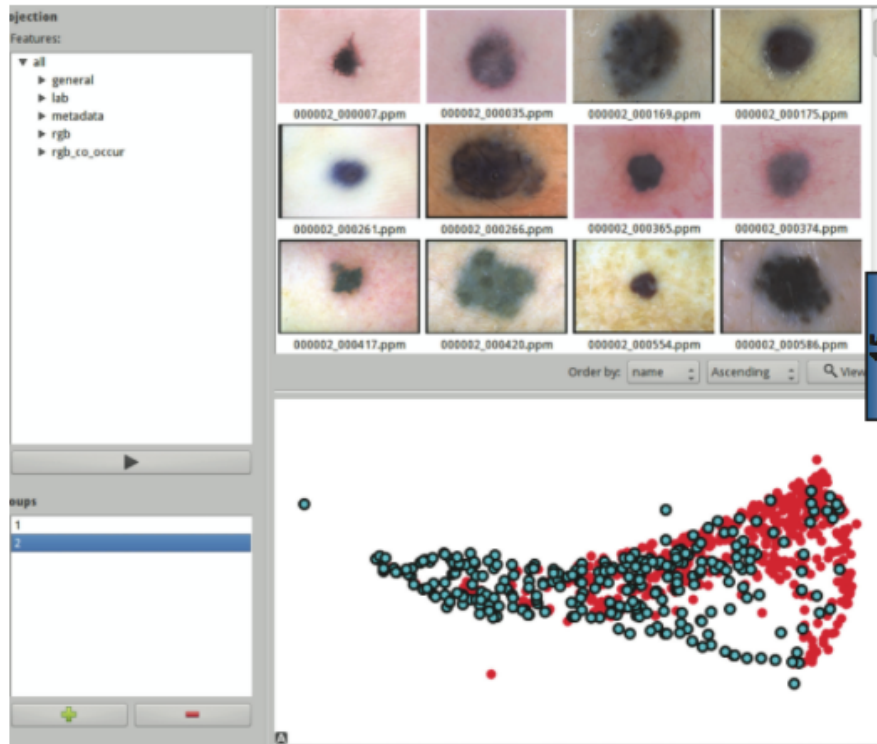 ojection
Features:
all
general
lab
metadata
rgb
rgb_co_occur
oups
1
2
000002_000007.ppm 000002_000035.ppm 000002_000169.ppm 000002_000175.ppm
000002_000261.ppm 000002_000266.ppm 000002_000365.ppm 000002_000374.ppm
000002_000417.ppm 000002_000420.ppm 000002_000554.ppm 000002_000586.ppm
Order by: name Ascending View
A